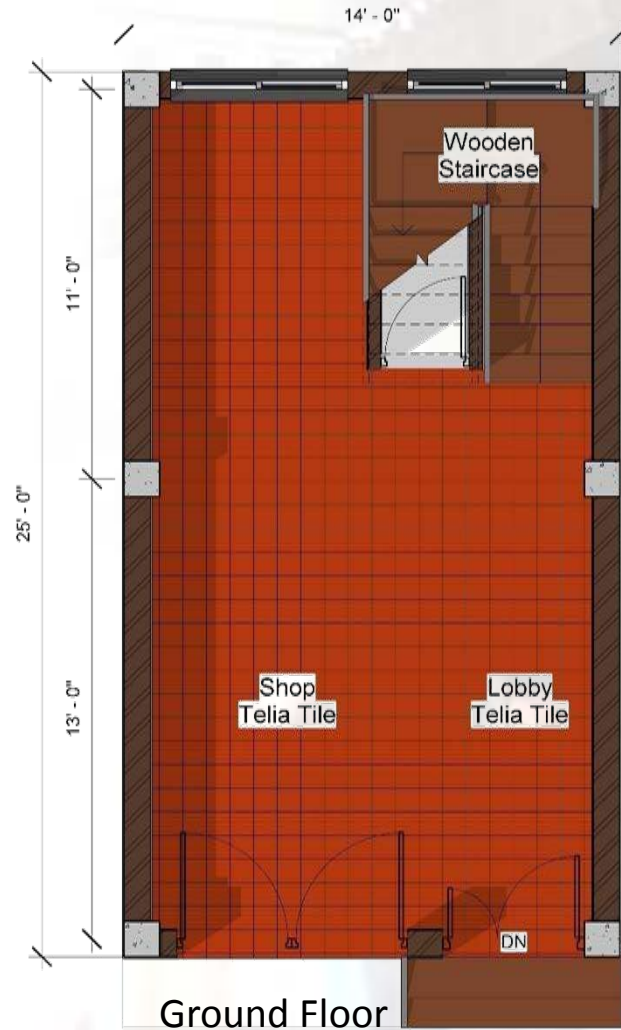 14' - 0"
Wooden
Staircase
11' - 0"
25' - 0"
13' - 0"
Shop
Telia Tile
Lobby
Telia Tile
DN
Ground Floor